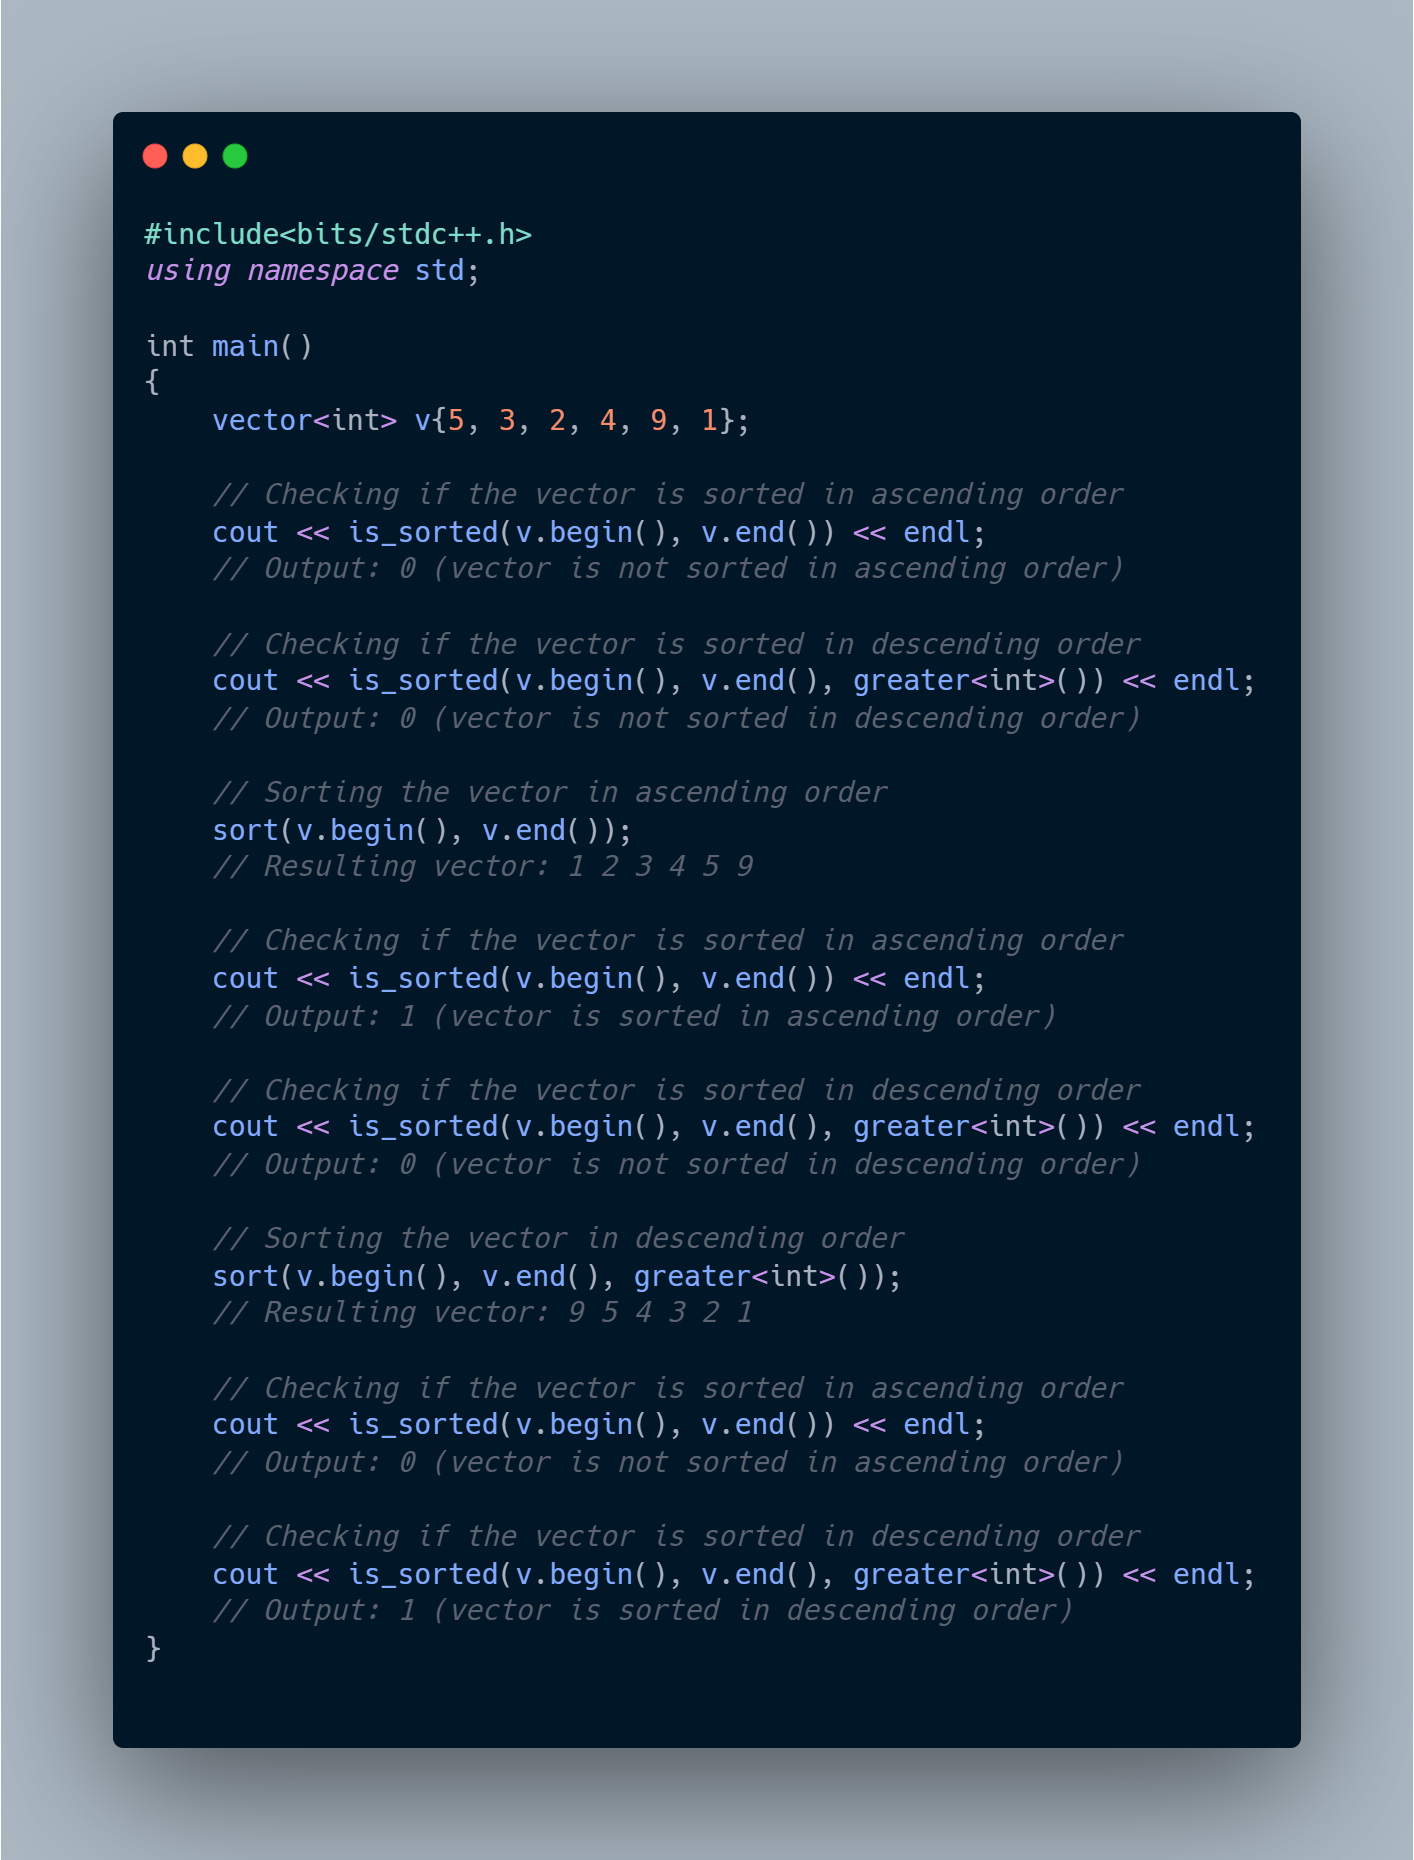 #include<bits/stdc++.h>
using namespace std;

int main()
{
    vector<int> v{5, 3, 2, 4, 9, 1};

    // Checking if the vector is sorted in ascending order
    cout << is_sorted(v.begin(), v.end()) << endl;
    // Output: 0 (vector is not sorted in ascending order)

    // Checking if the vector is sorted in descending order
    cout << is_sorted(v.begin(), v.end(), greater<int>()) << endl;
    // Output: 0 (vector is not sorted in descending order)

    // Sorting the vector in ascending order
    sort(v.begin(), v.end());
    // Resulting vector: 1 2 3 4 5 9

    // Checking if the vector is sorted in ascending order
    cout << is_sorted(v.begin(), v.end()) << endl;
    // Output: 1 (vector is sorted in ascending order)

    // Checking if the vector is sorted in descending order
    cout << is_sorted(v.begin(), v.end(), greater<int>()) << endl;
    // Output: 0 (vector is not sorted in descending order)

    // Sorting the vector in descending order
    sort(v.begin(), v.end(), greater<int>());
    // Resulting vector: 9 5 4 3 2 1

    // Checking if the vector is sorted in ascending order
    cout << is_sorted(v.begin(), v.end()) << endl;
    // Output: 0 (vector is not sorted in ascending order)

    // Checking if the vector is sorted in descending order
    cout << is_sorted(v.begin(), v.end(), greater<int>()) << endl;
    // Output: 1 (vector is sorted in descending order)
}